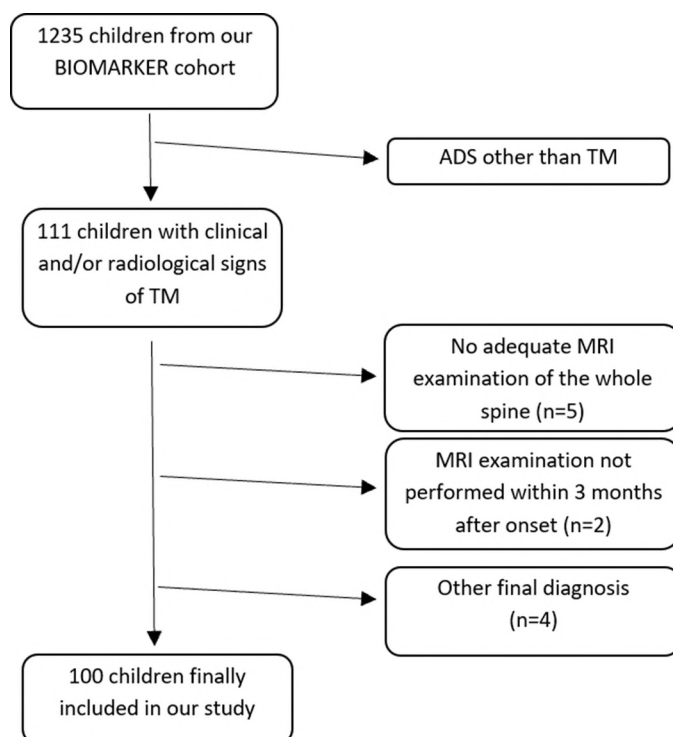 1235 children from our
BIOMARKER cohort
ADS other than TM
111 children with clinical
and/or radiological signs
of TM
No adequate MRI
examination of the whole
spine (n=5)
MRI examination not
performed within 3 months
after onset (n=2)
Other final diagnosis
(n=4)
100 children finally
included in our study